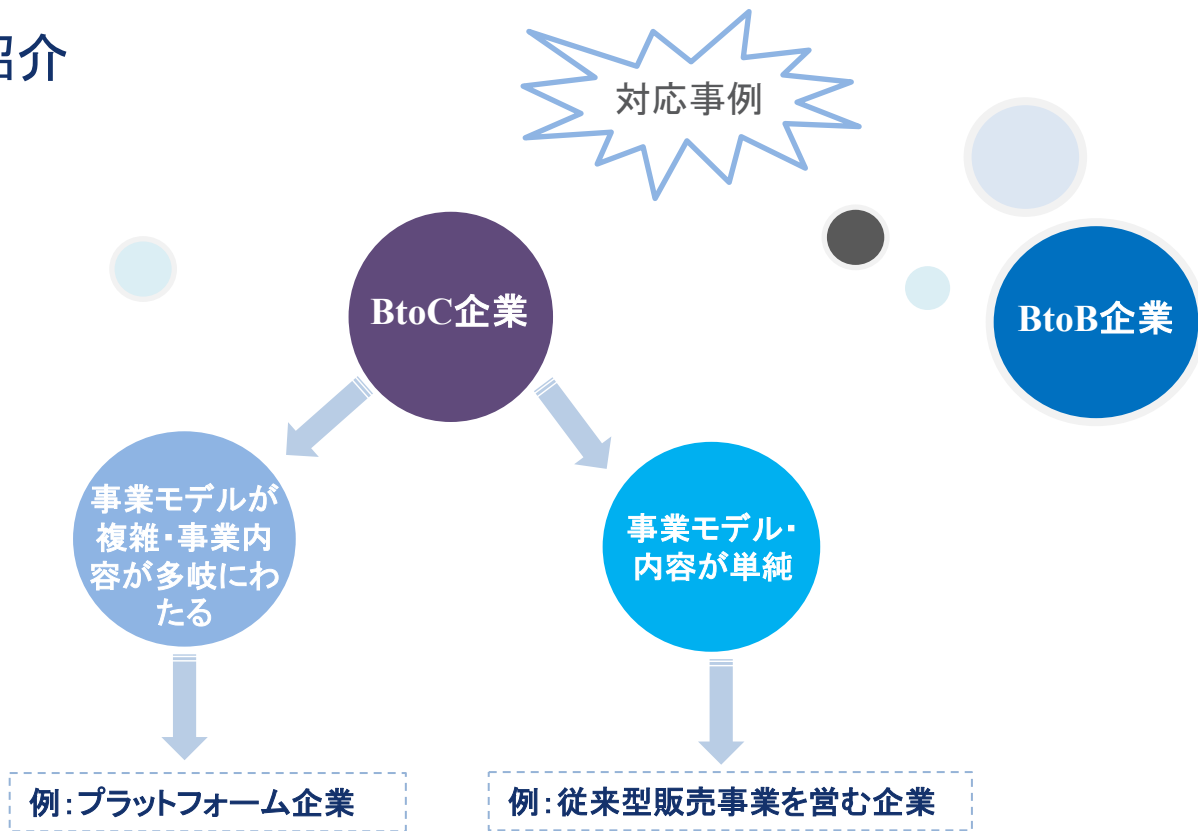 紹介
対応事例
BtoC企業
BtoB企業
事業モデルが
複雑・事業内
容が多岐にわ
たる
事業モデル・
内容が単純
例：プラットフォーム企業
例：従来型販売事業を営む企業